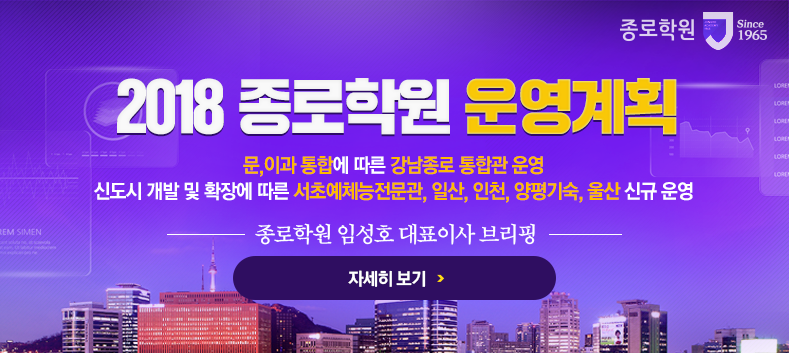 종로학원 Since 1965
2018 종로학원 운영계획
문,이과 통합에 따른 강남종로 통합관 운영
신도시 개발 및 확장에 따른 서초예체능전문관, 일산, 인천, 양평기숙, 울산 신규 운영
종로학원 임성호 대표이사 브리핑
자세히 보기 >
REM SIMEN